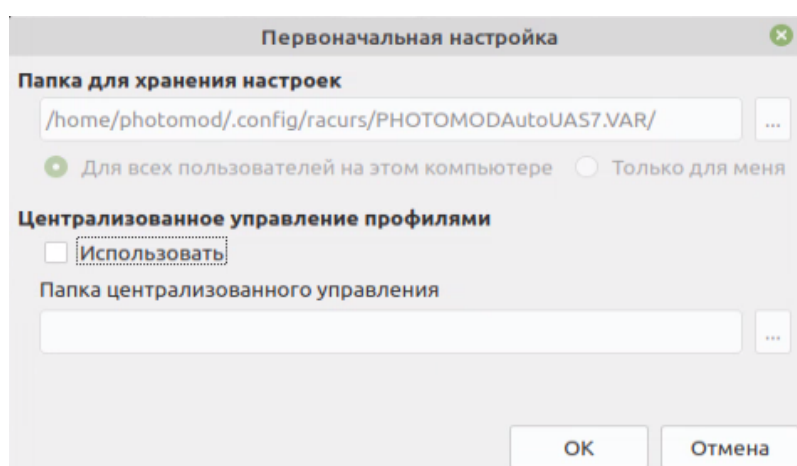 Первоначальная настройка
Папка для хранения настроек
/home/photomod/.config/racurs/PHOTOMODAutoUAS7.VAR/ ...
Для всех пользователей на этом компьютере Только для меня
Централизованное управление профилями
Использовать
Папка централизованного управления
...
OK Отмена